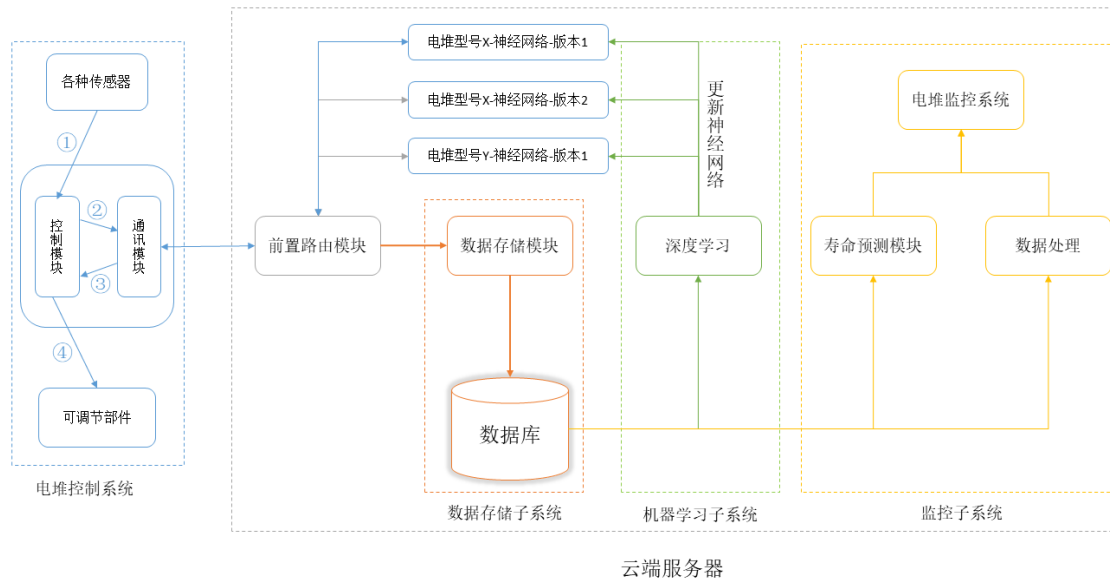 各种传感器
①
控制模块
②
通讯模块
③
④
可调节部件
电堆控制系统
电堆型号X-神经网络-版本1
电堆型号X-神经网络-版本2
电堆型号Y-神经网络-版本1
更新神经网络
前置路由模块
数据存储模块
数据库
数据存储子系统
深度学习
机器学习子系统
电堆监控系统
寿命预测模块
数据处理
监控子系统
云端服务器